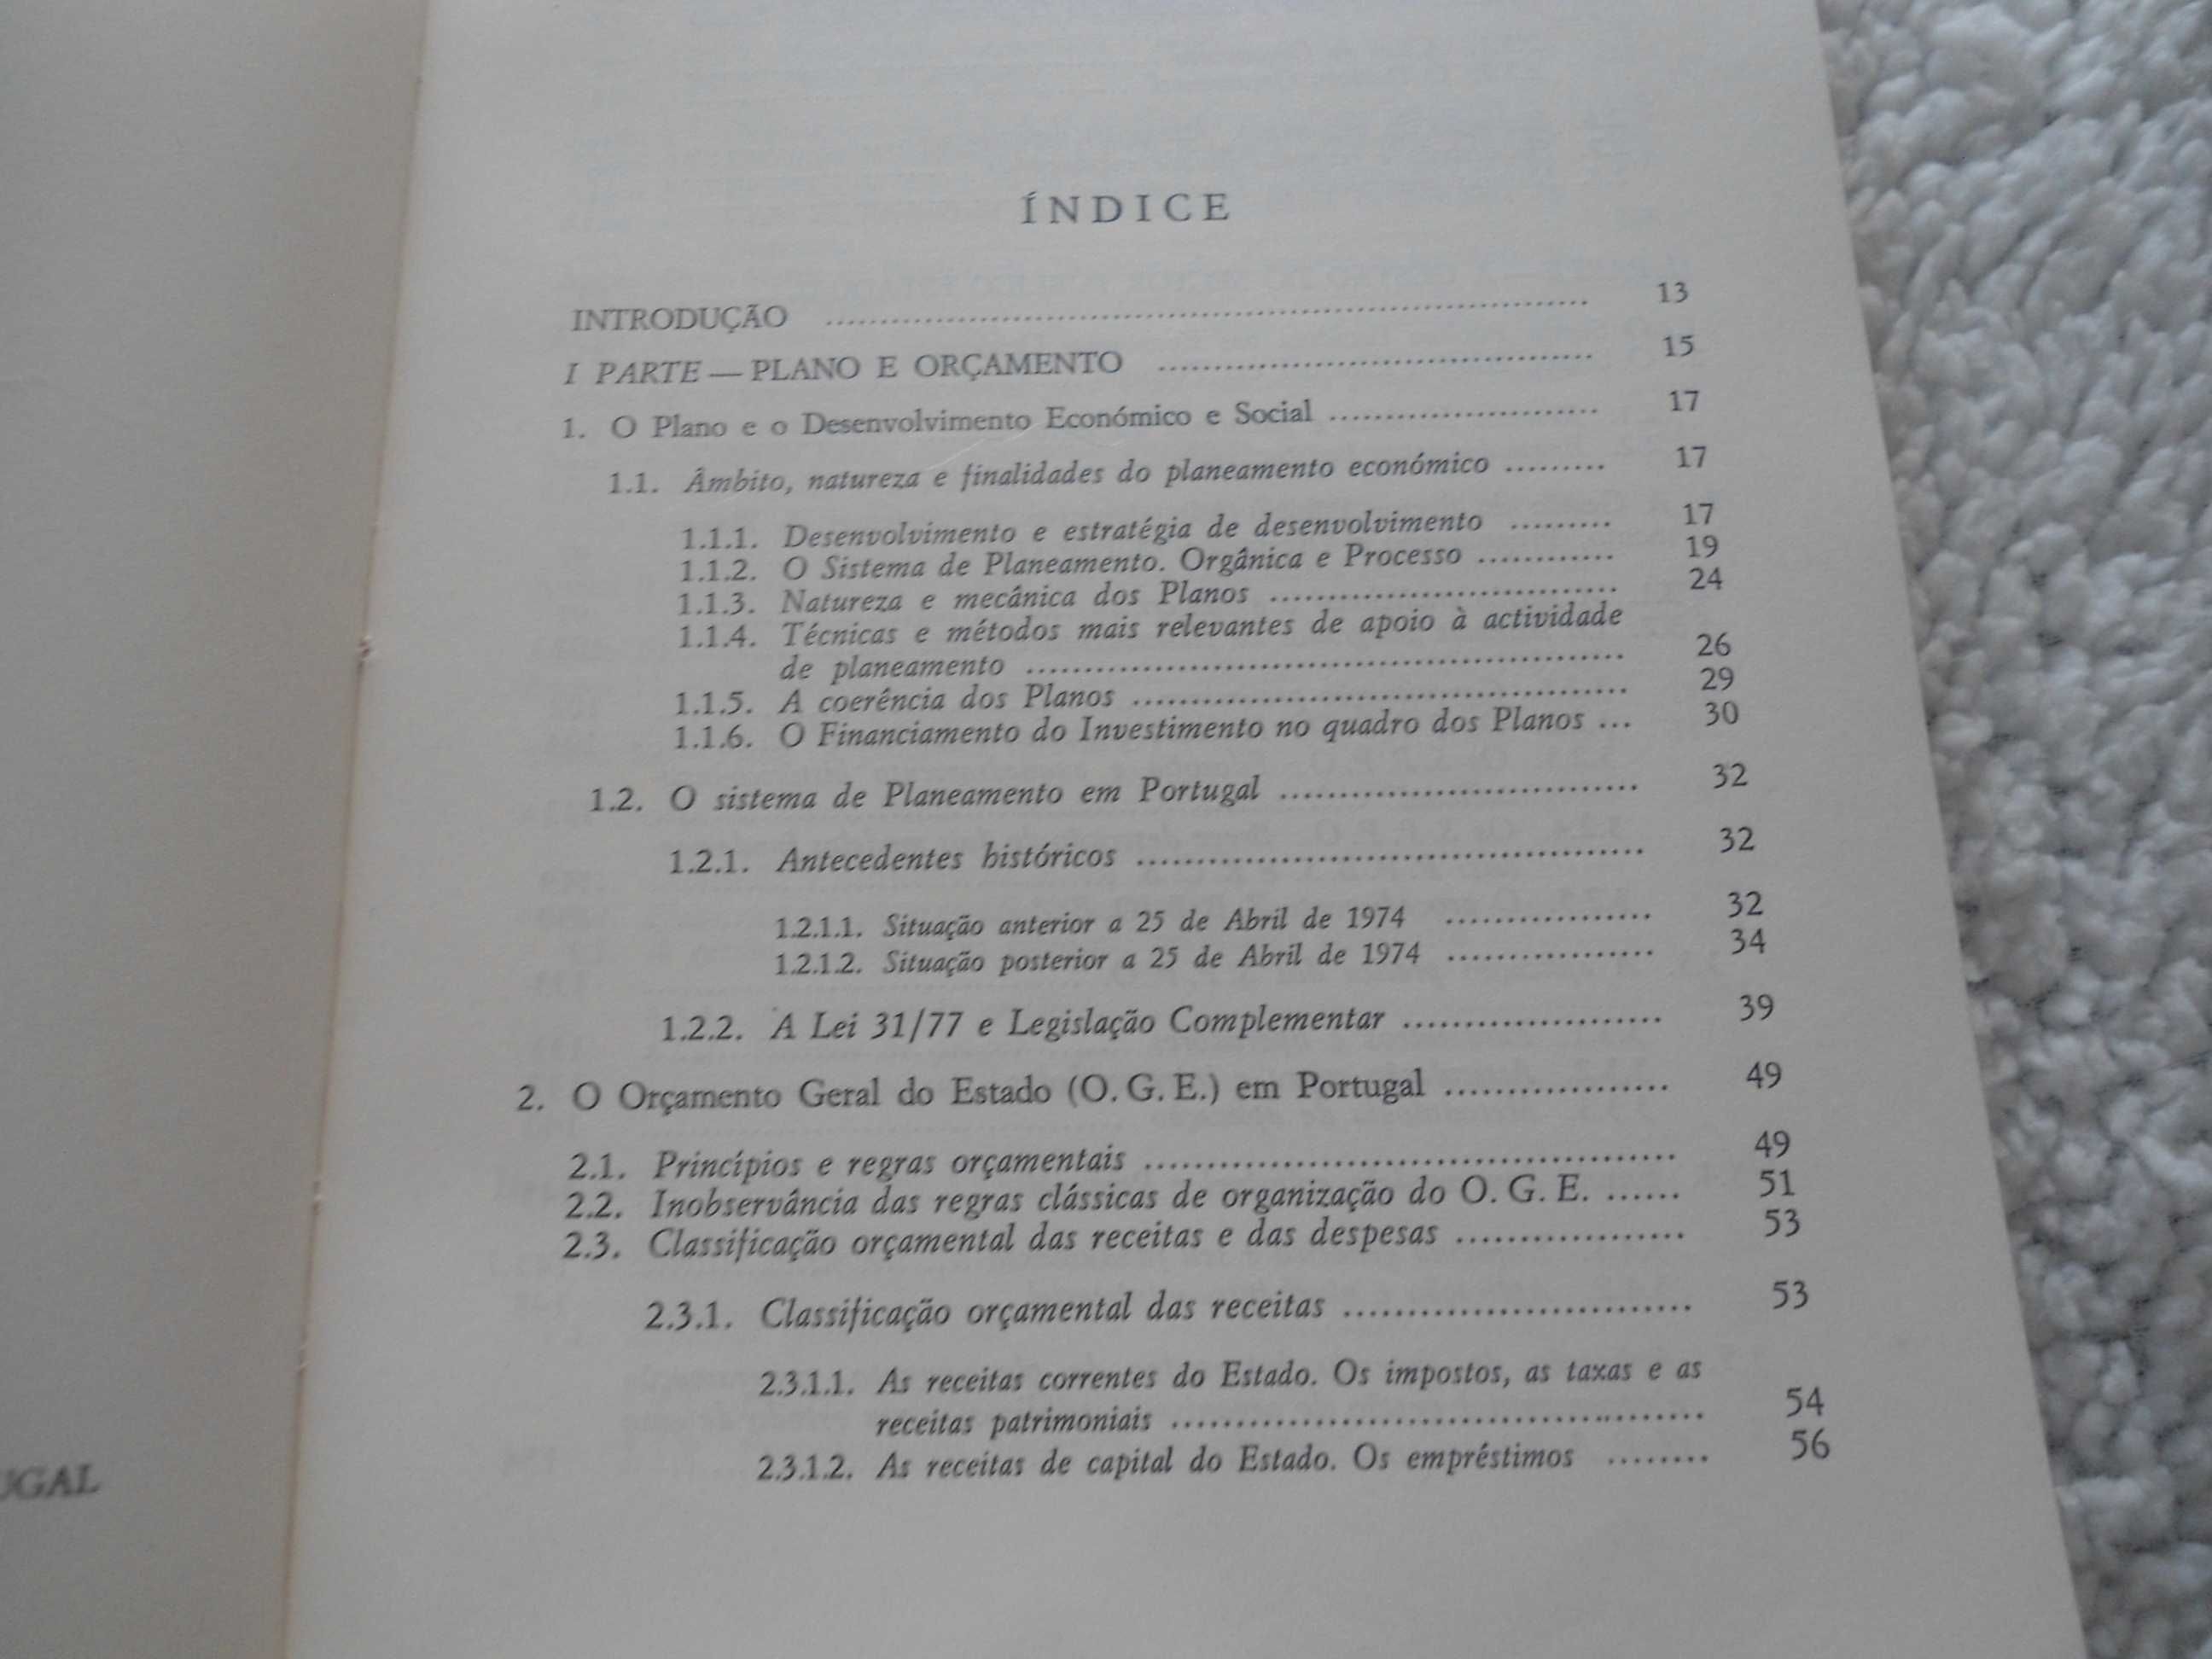 ÍNDICE
INTRODUÇÃO ........................................ 13
I PARTE — PLANO E ORÇAMENTO ........................................ 15
1. O Plano e o Desenvolvimento Económico e Social ........................ 17
1.1. Âmbito, natureza e finalidades do planeamento económico ......... 17
1.1.1. Desenvolvimento e estratégia de desenvolvimento ......... 17
1.1.2. O Sistema de Planeamento. Orgânica e Processo ............ 19
1.1.3. Natureza e mecânica dos Planos .............................. 24
1.1.4. Técnicas e métodos mais relevantes de apoio à actividade
de planeamento ........................................ 26
1.1.5. A coerência dos Planos ........................................ 29
1.1.6. O Financiamento do Investimento no quadro dos Planos ... 30
1.2. O sistema de Planeamento em Portugal .............................. 32
1.2.1. Antecedentes históricos ........................................ 32
1.2.1.1. Situação anterior a 25 de Abril de 1974 ................. 32
1.2.1.2. Situação posterior a 25 de Abril de 1974 ................. 34
1.2.2. A Lei 31/77 e Legislação Complementar ..................... 39
2. O Orçamento Geral do Estado (O. G. E.) em Portugal .................. 49
2.1. Princípios e regras orçamentais ........................................ 49
2.2. Inobservância das regras clássicas de organização do O. G. E. ...... 51
2.3. Classificação orçamental das receitas e das despesas .................. 53
2.3.1. Classificação orçamental das receitas ........................... 53
2.3.1.1. As receitas correntes do Estado. Os impostos, as taxas e as
receitas patrimoniais ........................................ 54
2.3.1.2. As receitas de capital do Estado. Os empréstimos ........ 56